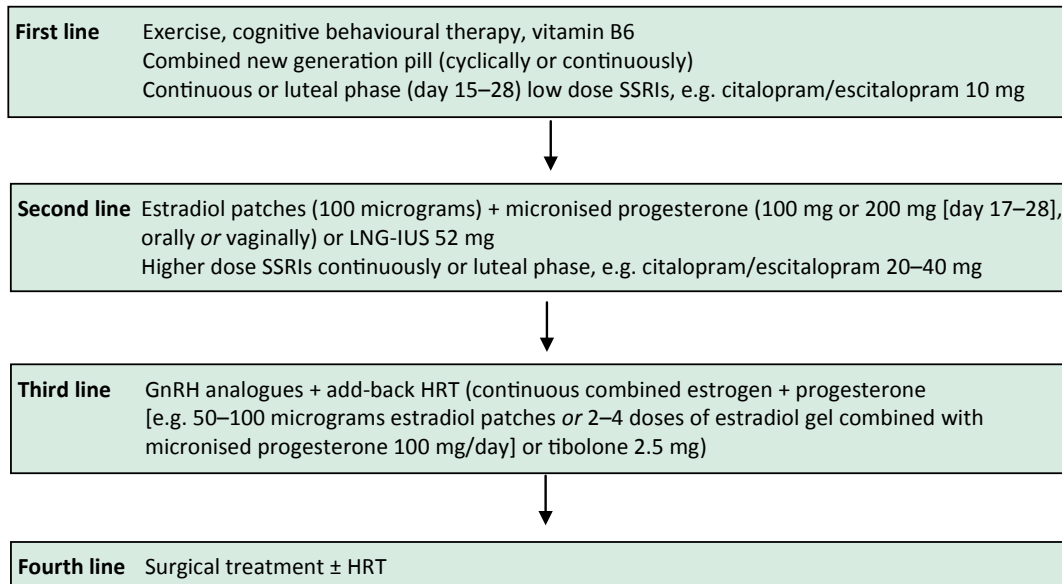 First line Exercise, cognitive behavioural therapy, vitamin B6
Combined new generation pill (cyclically or continuously)
Continuous or luteal phase (day 15–28) low dose SSRIs, e.g. citalopram/escitalopram 10 mg
Second line Estradiol patches (100 micrograms) + micronised progesterone (100 mg or 200 mg [day 17–28],
orally or vaginally) or LNG-IUS 52 mg
Higher dose SSRIs continuously or luteal phase, e.g. citalopram/escitalopram 20–40 mg
Third line GnRH analogues + add-back HRT (continuous combined estrogen + progesterone
[e.g. 50–100 micrograms estradiol patches or 2–4 doses of estradiol gel combined with
micronised progesterone 100 mg/day] or tibolone 2.5 mg)
Fourth line Surgical treatment ± HRT